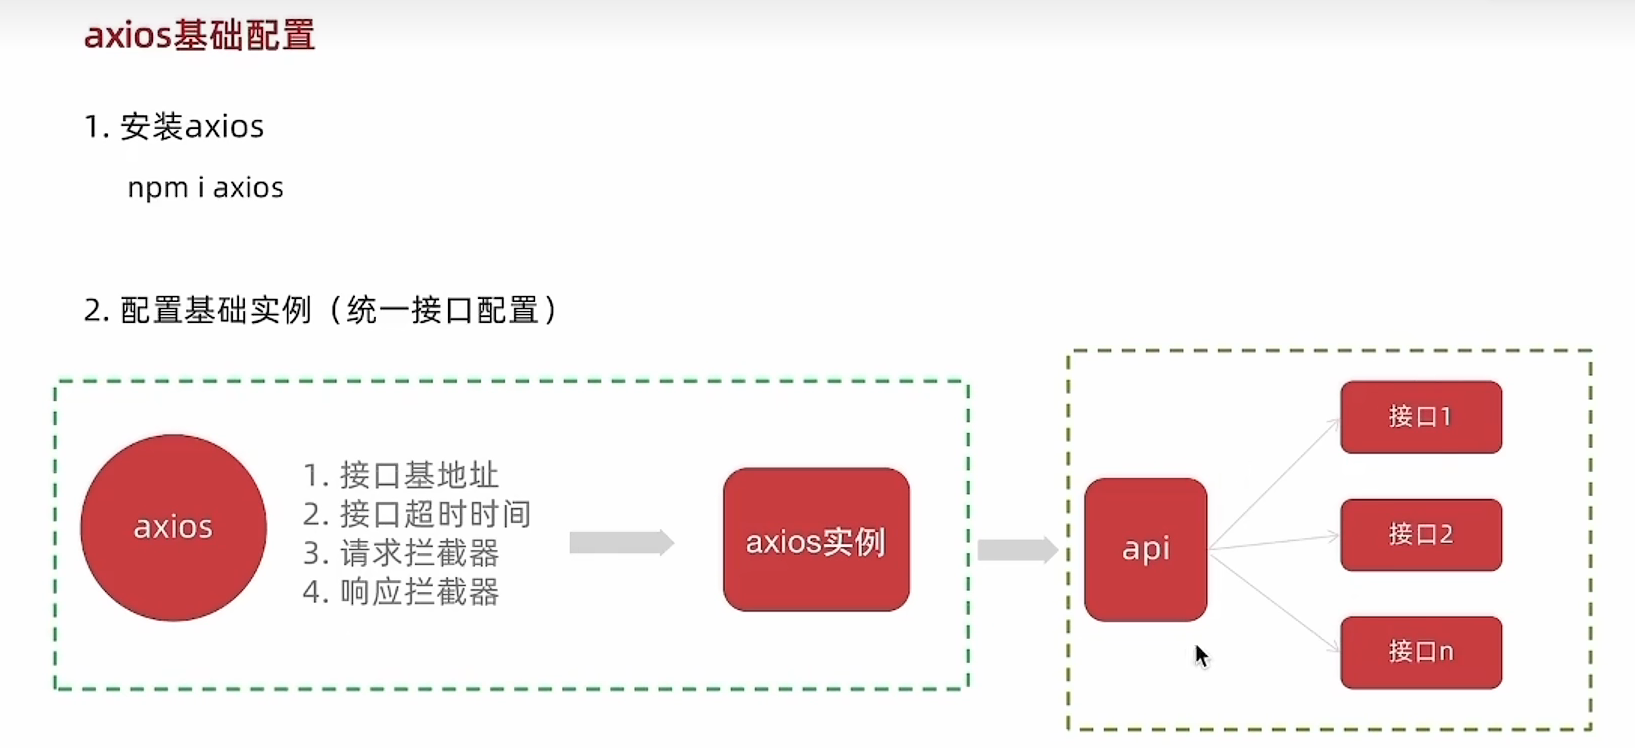 axios基础配置
1. 安装axios
npm i axios
2. 配置基础实例（统一接口配置）
axios
1. 接口基地址
2. 接口超时时间
3. 请求拦截器
4. 响应拦截器
axios实例
api
接口1
接口2
接口n